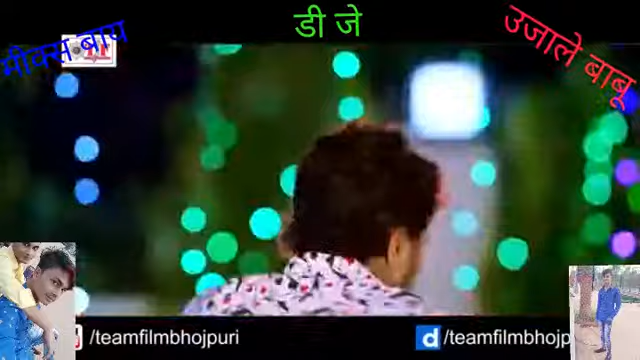 मीक्स बाय
डी जे
उजाले बाबू
/teamfilmbhojpuri
d /teamfilmbhojp